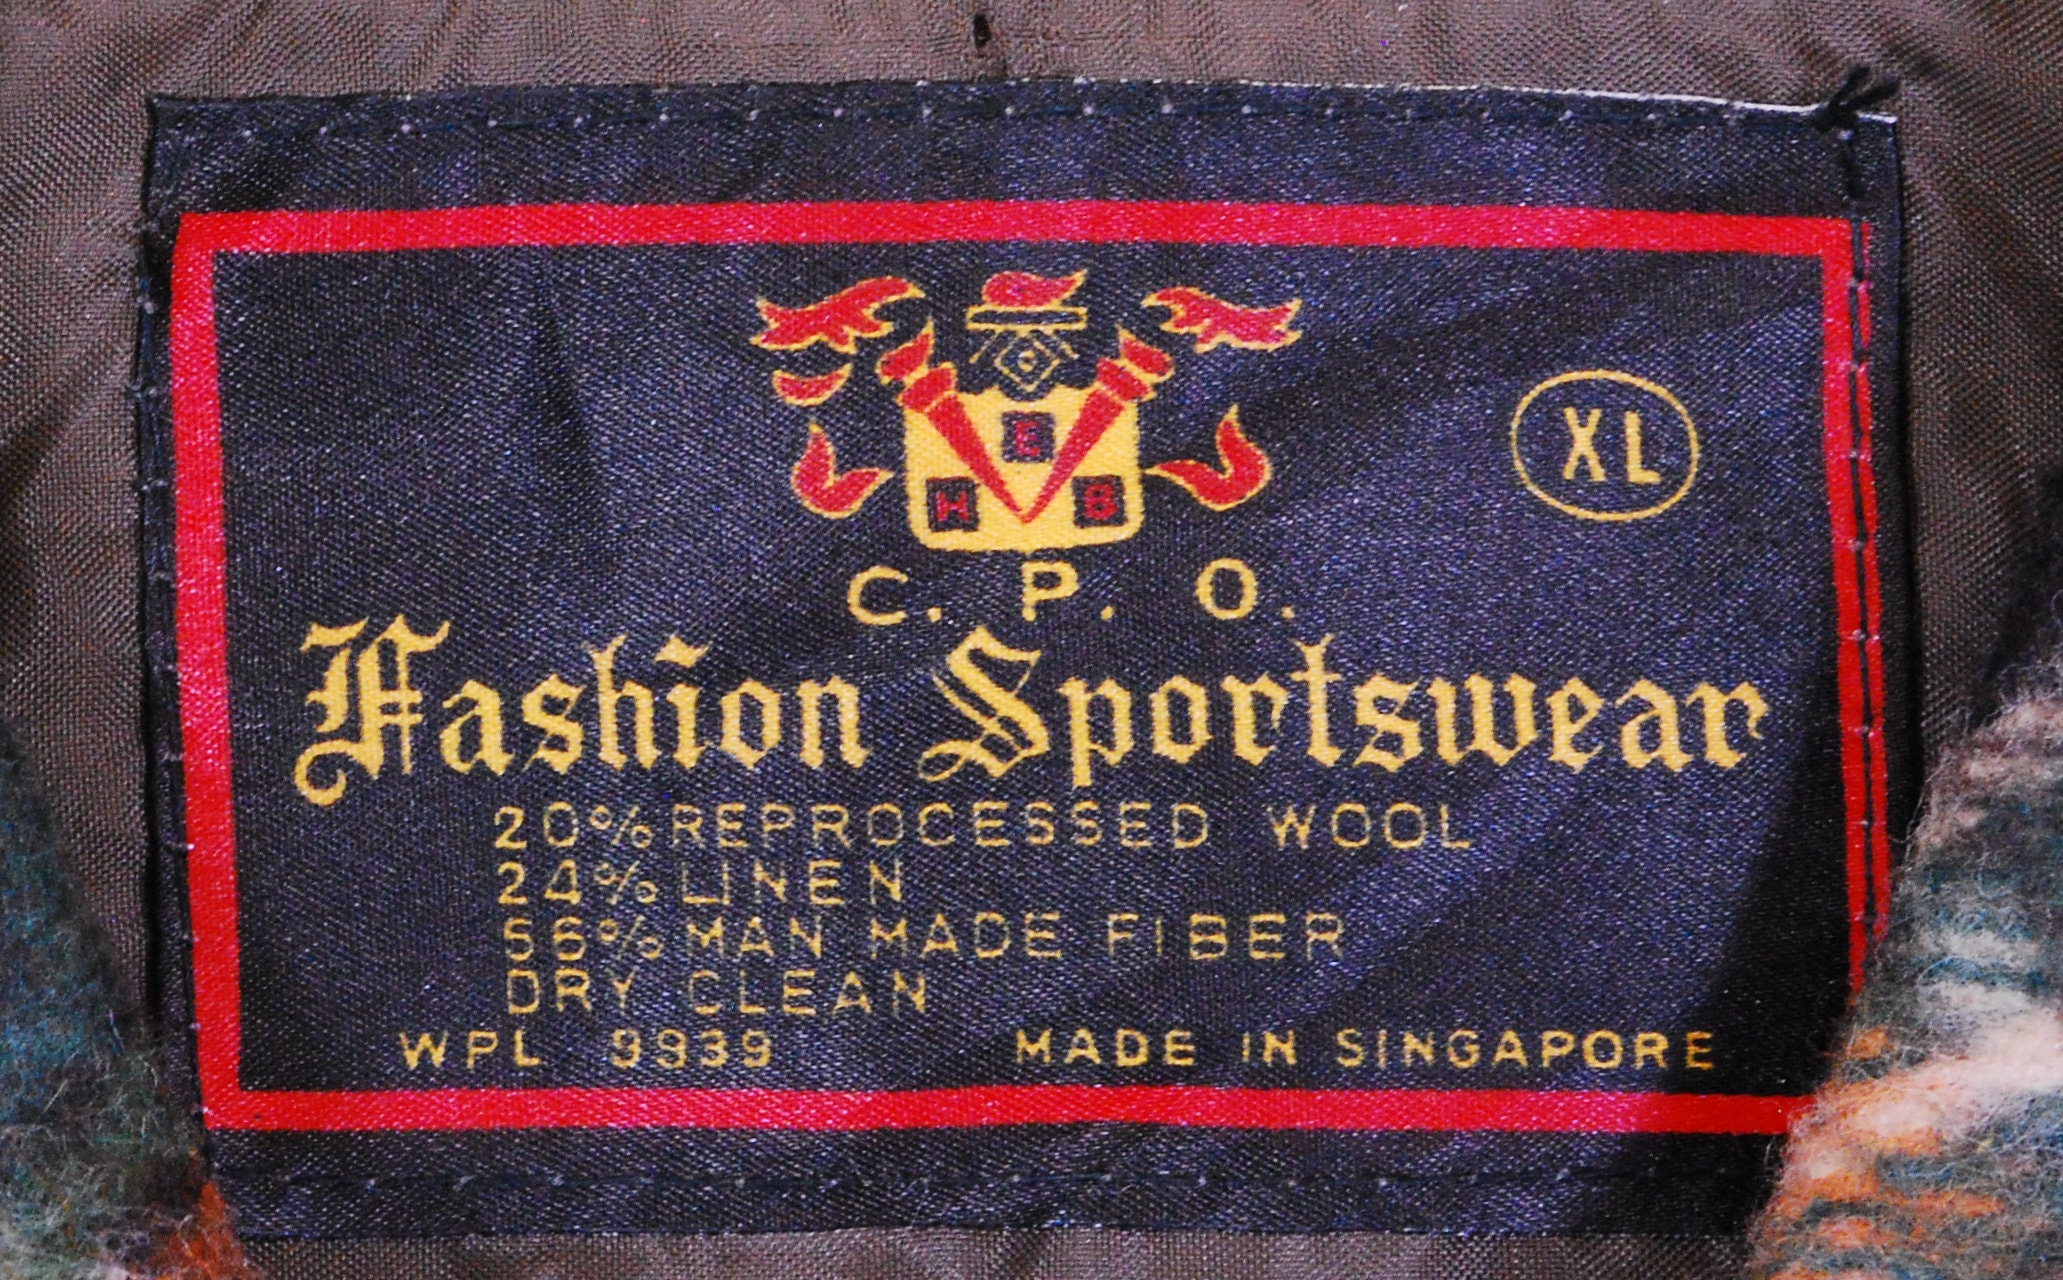 E
H B
XL
C. P. O.
Fashion Sportswear
20% REPROCESSED WOOL
24% LINEN
56% MAN MADE FIBER
DRY CLEAN
WPL 9939 MADE IN SINGAPORE